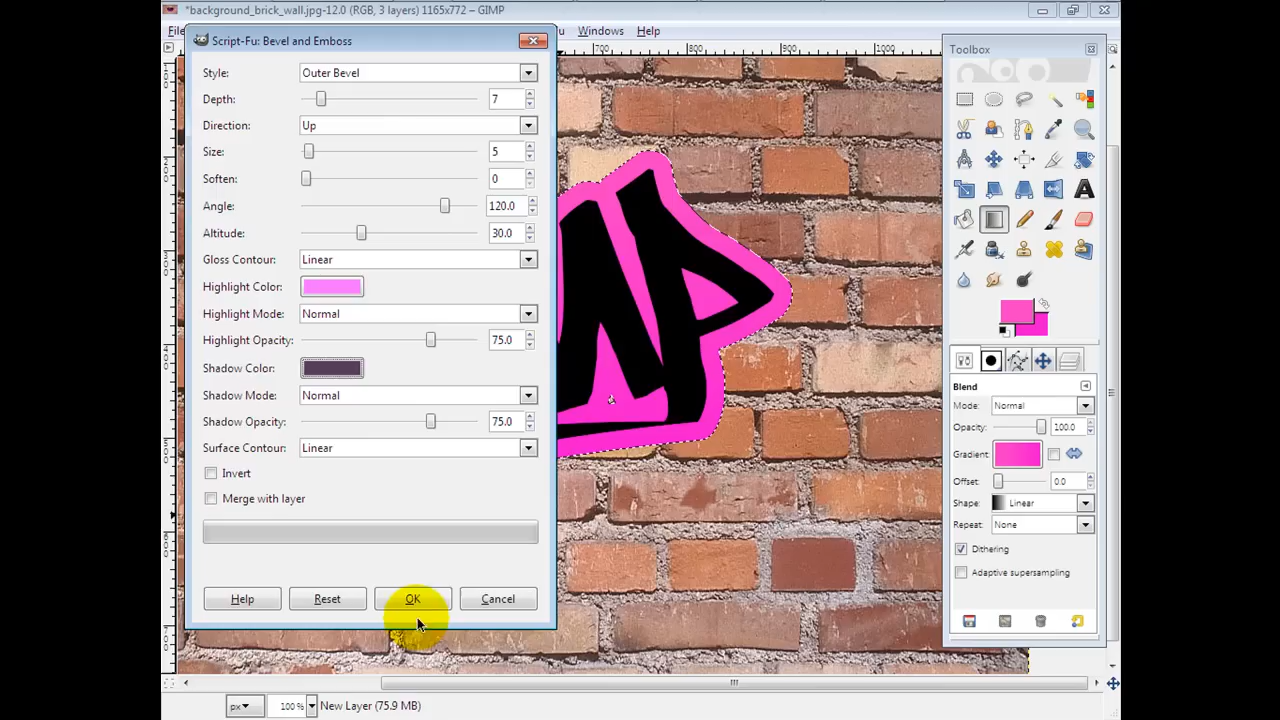 *background_brick_wall.jpg-12.0 (RGB, 3 layers) 1165x772 – GIMP
Windows Help
Script-Fu: Bevel and Emboss
Style: Outer Bevel
Depth: 7
Direction: Up
Size: 5
Soften: 0
Angle: 120.0
Altitude: 30.0
Gloss Contour: Linear
Highlight Color:
Highlight Mode: Normal
Highlight Opacity: 75.0
Shadow Color:
Shadow Mode: Normal
Shadow Opacity: 75.0
Surface Contour: Linear
Invert
Merge with layer
Help Reset OK Cancel
700 800 900 1000
Toolbox
Blend
Mode: Normal
Opacity: 100.0
Gradient:
Offset: 0.0
Shape: Linear
Repeat: None
Dithering
Adaptive supersampling
px 100% New Layer (75.9 MB)